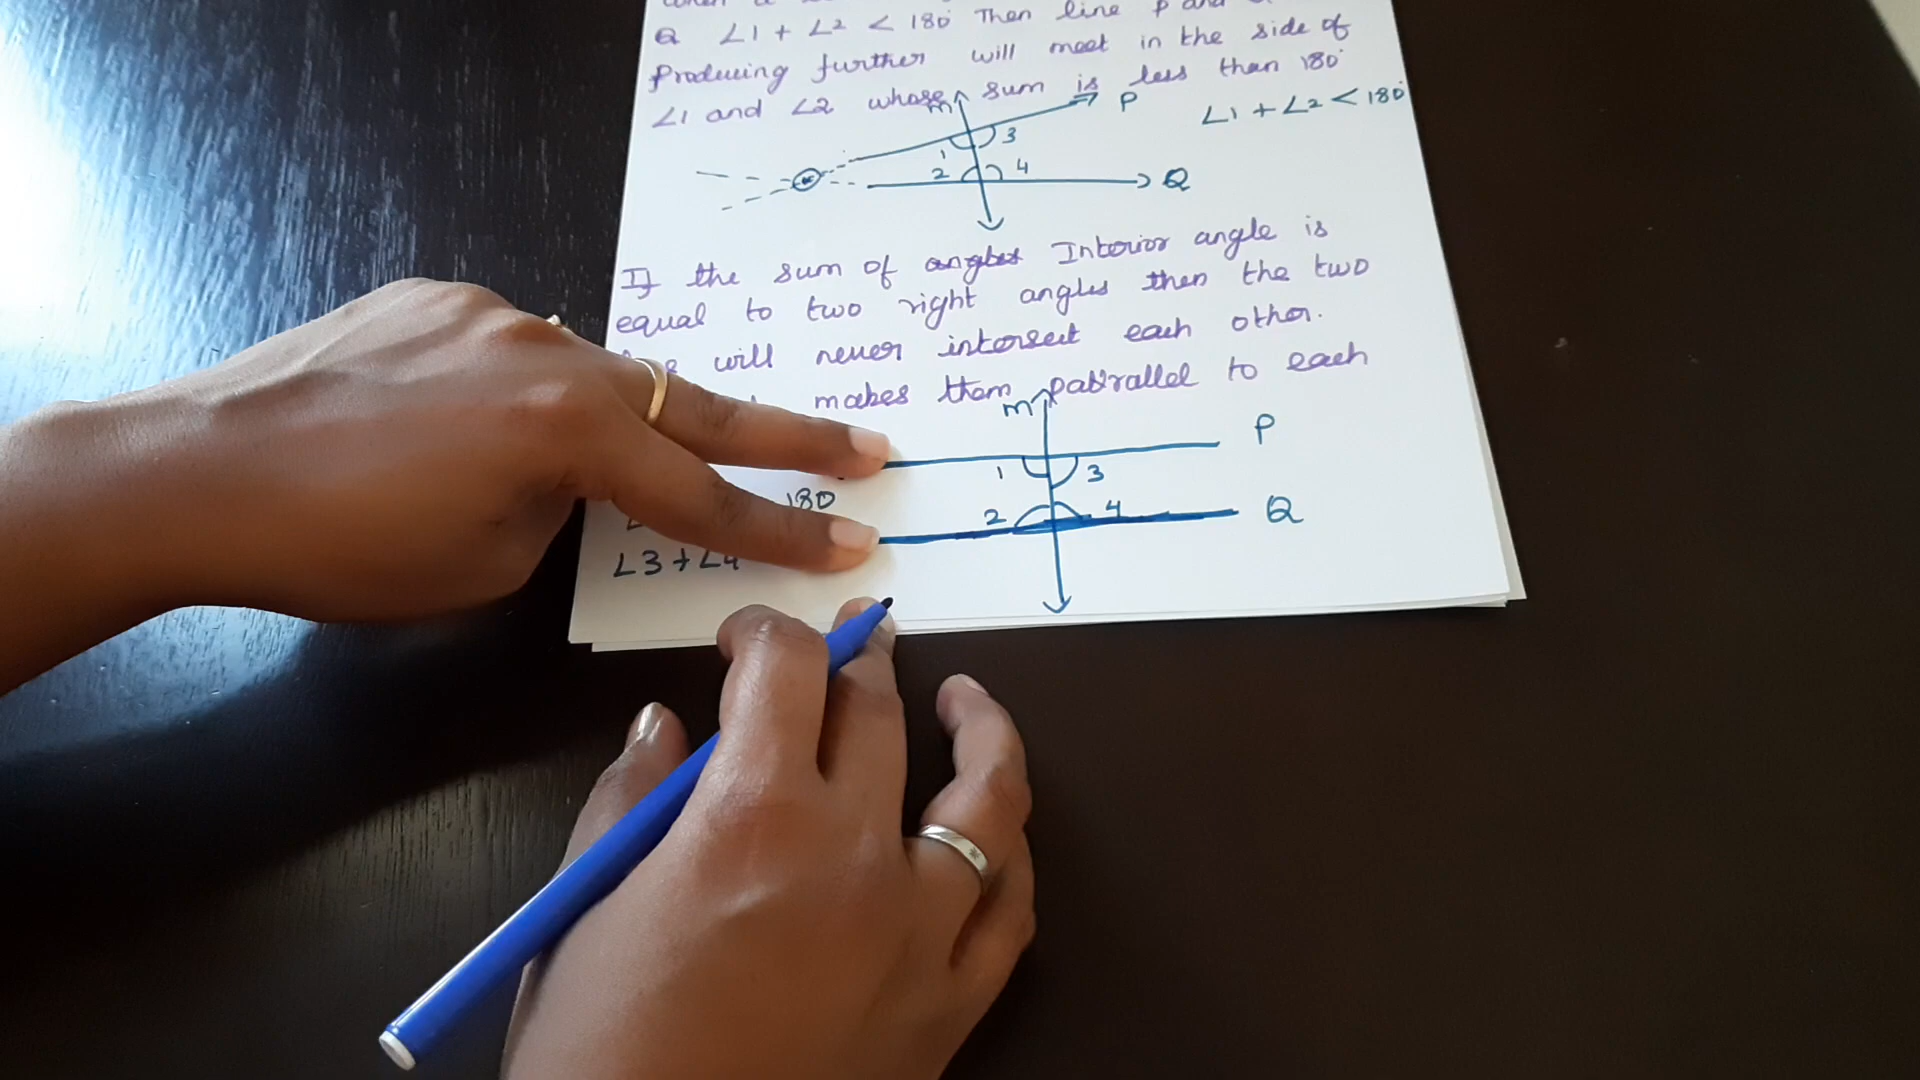 Q ∠1 + ∠2 < 180° Then line P and
Producing further will meet in the side of
∠1 and ∠2 whose sum is less than 180°
m P ∠1 + ∠2 < 180°
1 3
2 4 Q
If the sum of angles Interior angle is
equal to two right angles then the two
will never intersect each other.
makes them parallel to each
m P
1 3
180
2 4 Q
∠3 + ∠4